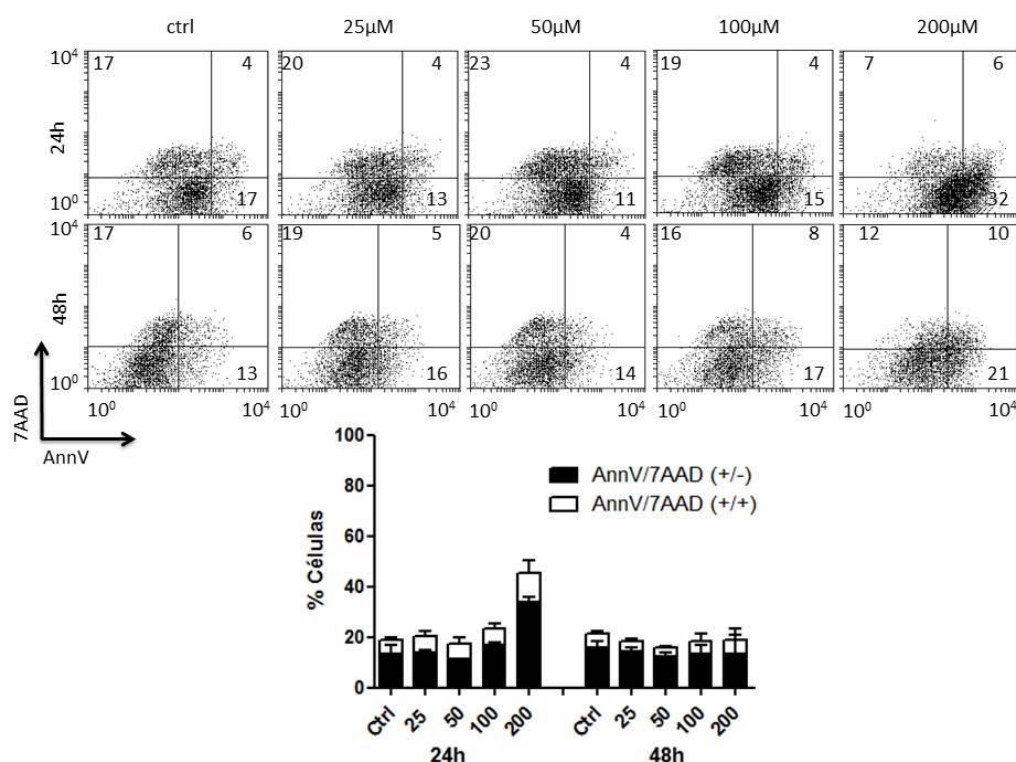 ctrl 25µM 50µM 100µM 200µM
10⁴ 17 4 20 4 23 4 19 4 7 6
24h
10⁰ 17 13 11 15 32
10⁴ 17 6 19 5 20 4 16 8 12 10
48h
10⁰ 13 16 14 17 21
10⁰ 10⁴ 10⁰ 10⁴ 10⁰ 10⁴ 10⁰ 10⁴ 10⁰ 10⁴
7AAD
AnnV
100
80
60
40
20
0
% Células
AnnV/7AAD (+/-)
AnnV/7AAD (+/+)
Ctrl 25 50 100 200 Ctrl 25 50 100 200
24h 48h